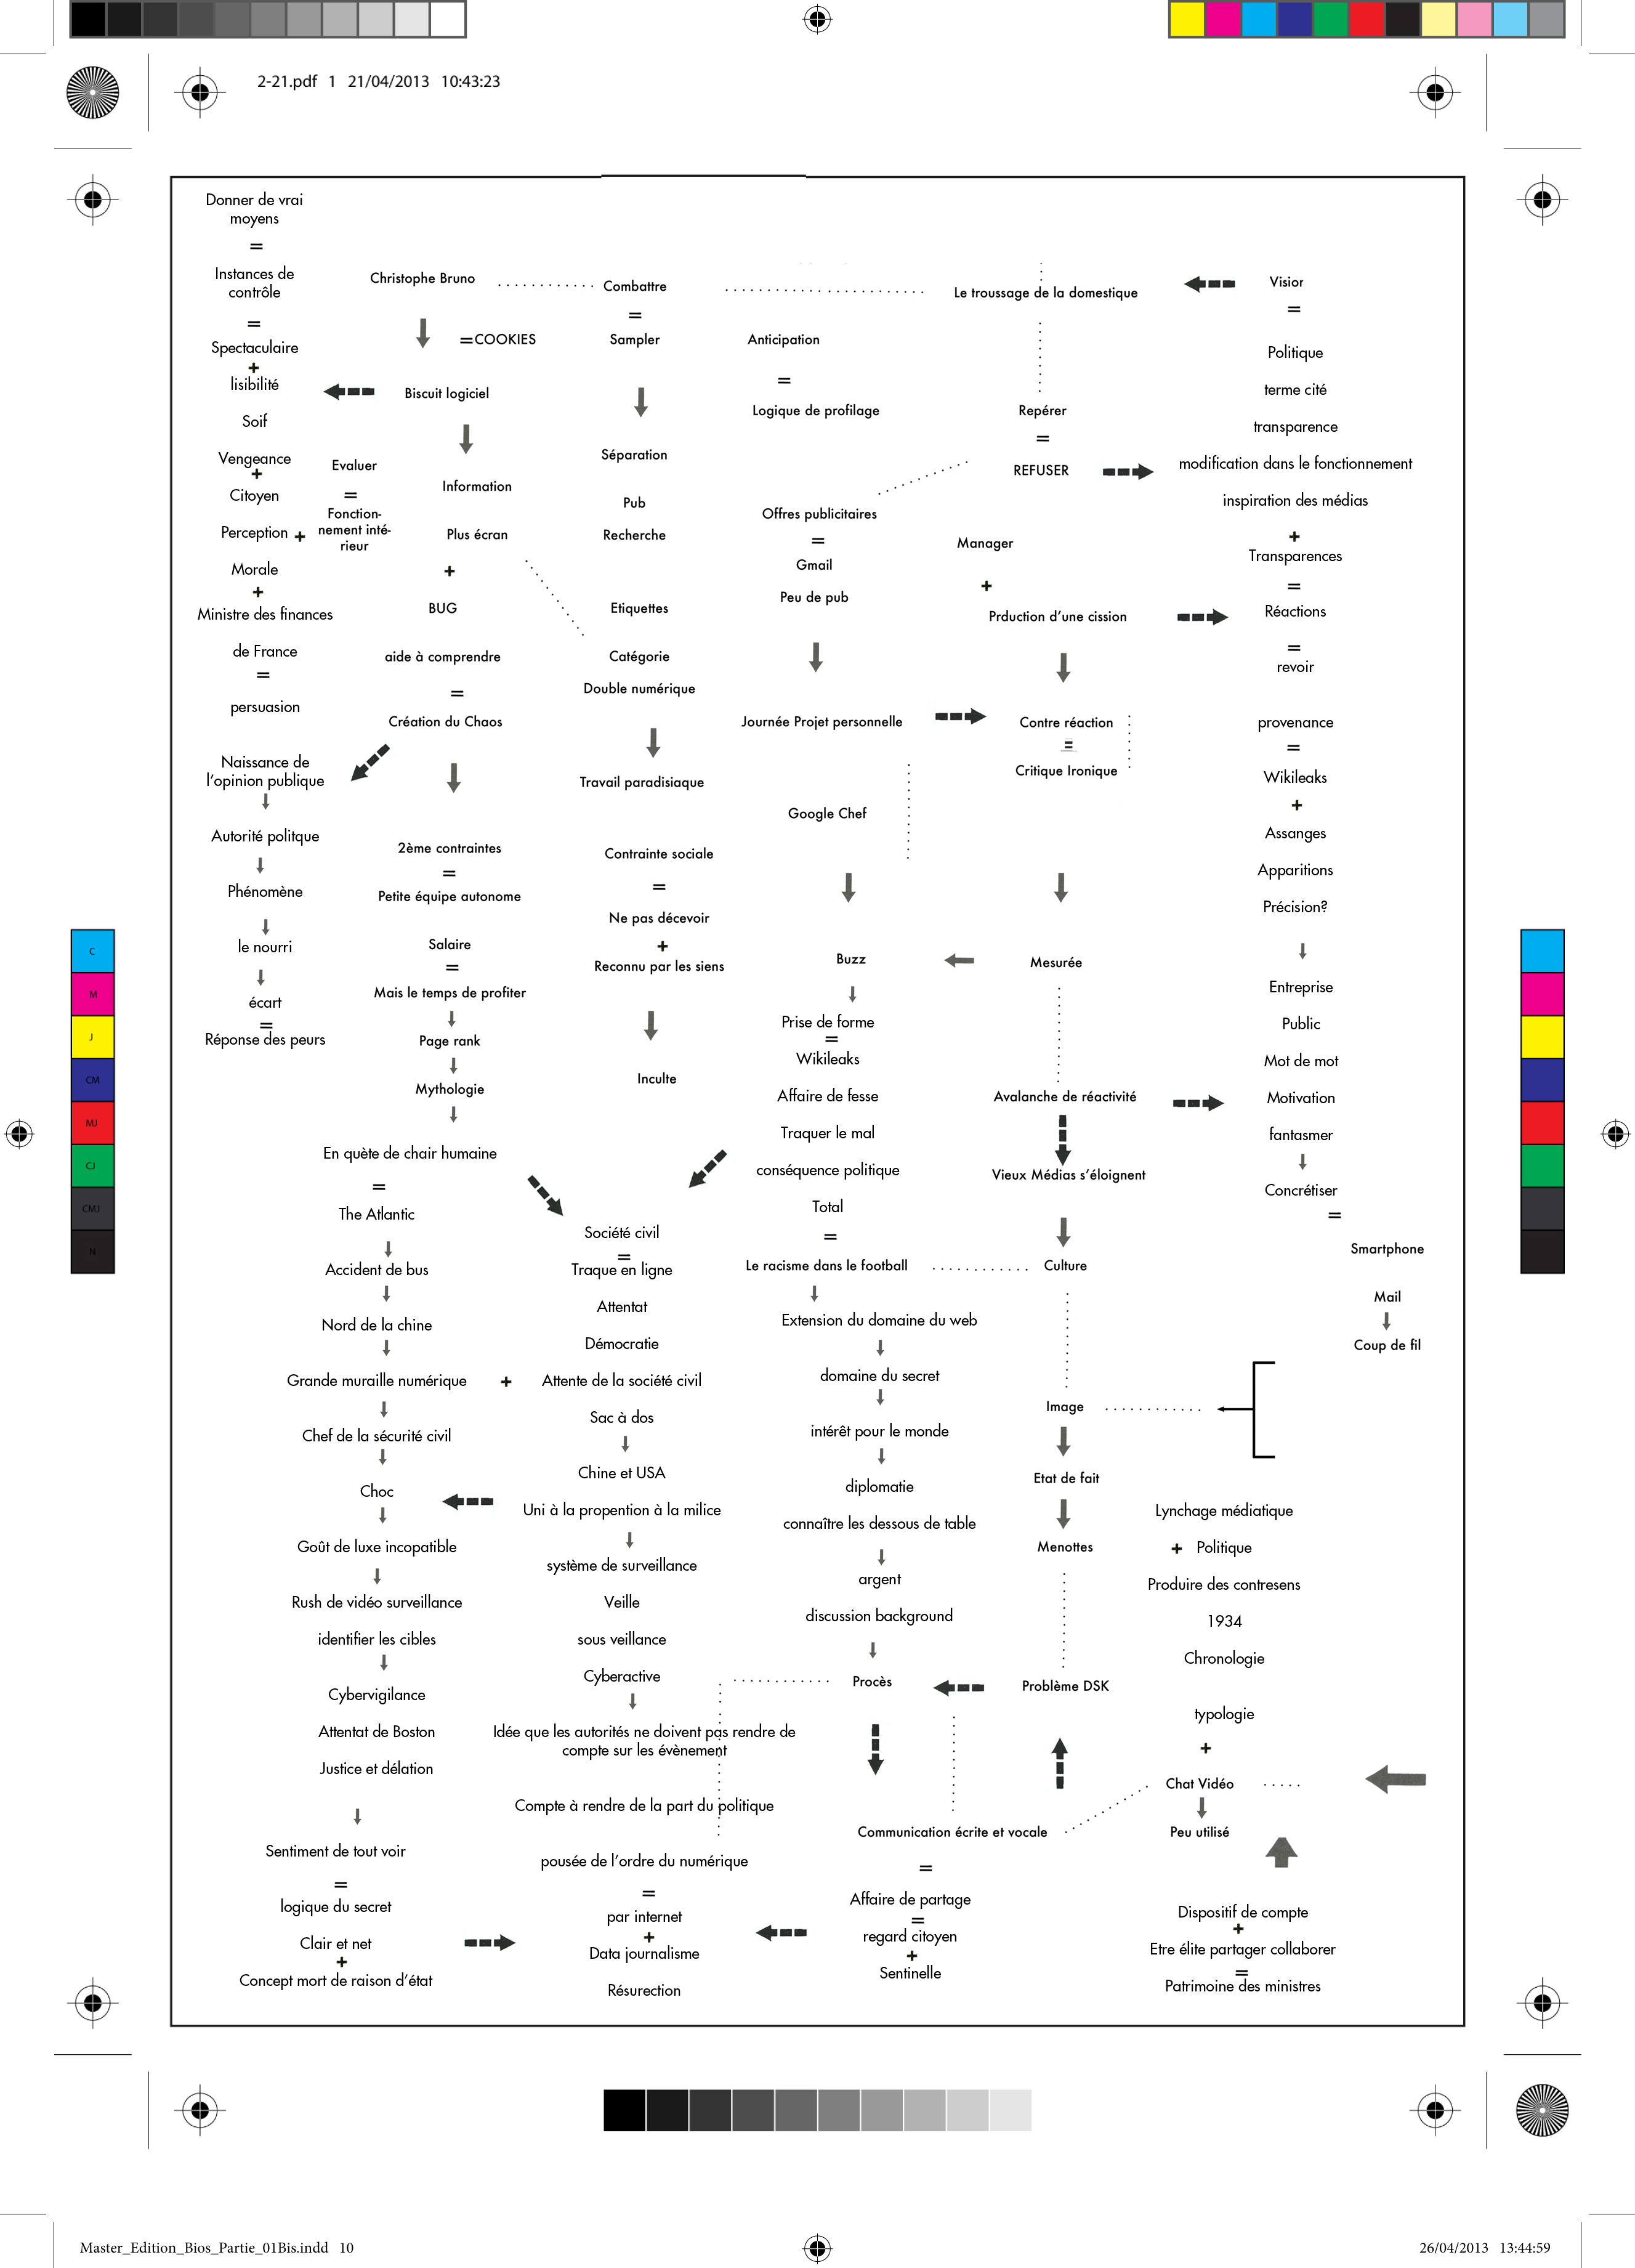 2-21.pdf 1 21/04/2013 10:43:23
Donner de vrai
moyens
=
Instances de
contrôle
=
Spectaculaire
+
lisibilité
Soif
Vengeance
+
Citoyen
Perception +
Morale
+
Ministre des finances
de France
=
persuasion
Naissance de
l'opinion publique
Autorité politque
Phénomène
le nourri
écart
=
Réponse des peurs
Evaluer
=
Fonction-
nement inté-
rieur
Christophe Bruno
=COOKIES
Biscuit logiciel
Information
Plus écran
+
BUG
aide à comprendre
=
Création du Chaos
2ème contraintes
=
Petite équipe autonome
Salaire
=
Mais le temps de profiter
Page rank
Mythologie
En quète de chair humaine
=
The Atlantic
Accident de bus
Nord de la chine
Grande muraille numérique +
Chef de la sécurité civil
Choc
Goût de luxe incopatible
Rush de vidéo surveillance
identifier les cibles
Cybervigilance
Attentat de Boston
Justice et délation
Sentiment de tout voir
=
logique du secret
Clair et net
+
Concept mort de raison d'état
Combattre
=
Sampler
Séparation
Pub
Recherche
Etiquettes
Catégorie
Double numérique
Travail paradisiaque
Contrainte sociale
=
Ne pas décevoir
+
Reconnu par les siens
Inculte
Société civil
=
Traque en ligne
Attentat
Démocratie
Attente de la société civil
Sac à dos
Chine et USA
Uni à la propention à la milice
système de surveillance
Veille
sous veillance
Cyberactive
Idée que les autorités ne doivent pas rendre de
compte sur les évènement
Compte à rendre de la part du politique
pousée de l'ordre du numérique
=
par internet
+
Data journalisme
Résurection
Anticipation
=
Logique de profilage
Offres publicitaires
=
Gmail
Peu de pub
Journée Projet personnelle
Google Chef
Buzz
Prise de forme
=
Wikileaks
Affaire de fesse
Traquer le mal
conséquence politique
Total
=
Le racisme dans le football
Extension du domaine du web
domaine du secret
intérêt pour le monde
diplomatie
connaître les dessous de table
argent
discussion background
Procès
Communication écrite et vocale
=
Affaire de partage
=
regard citoyen
+
Sentinelle
Le troussage de la domestique
Repérer
=
REFUSER
Manager
+
Prduction d'une cission
Contre réaction
=
Critique Ironique
Mesurée
Avalanche de réactivité
Vieux Médias s'éloignent
Culture
Image
Etat de fait
Menottes
Problème DSK
Visior
=
Politique
terme cité
transparence
modification dans le fonctionnement
inspiration des médias
+
Transparences
=
Réactions
=
revoir
provenance
=
Wikileaks
+
Assanges
Apparitions
Précision?
Entreprise
Public
Mot de mot
Motivation
fantasmer
Concrétiser
=
Smartphone
Mail
Coup de fil
Lynchage médiatique
+ Politique
Produire des contresens
1934
Chronologie
typologie
+
Chat Vidéo
Peu utilisé
Dispositif de compte
+
Etre élite partager collaborer
=
Patrimoine des ministres
C
M
J
CM
MJ
CJ
CMJ
N
Master_Edition_Bios_Partie_01Bis.indd 10
26/04/2013 13:44:59